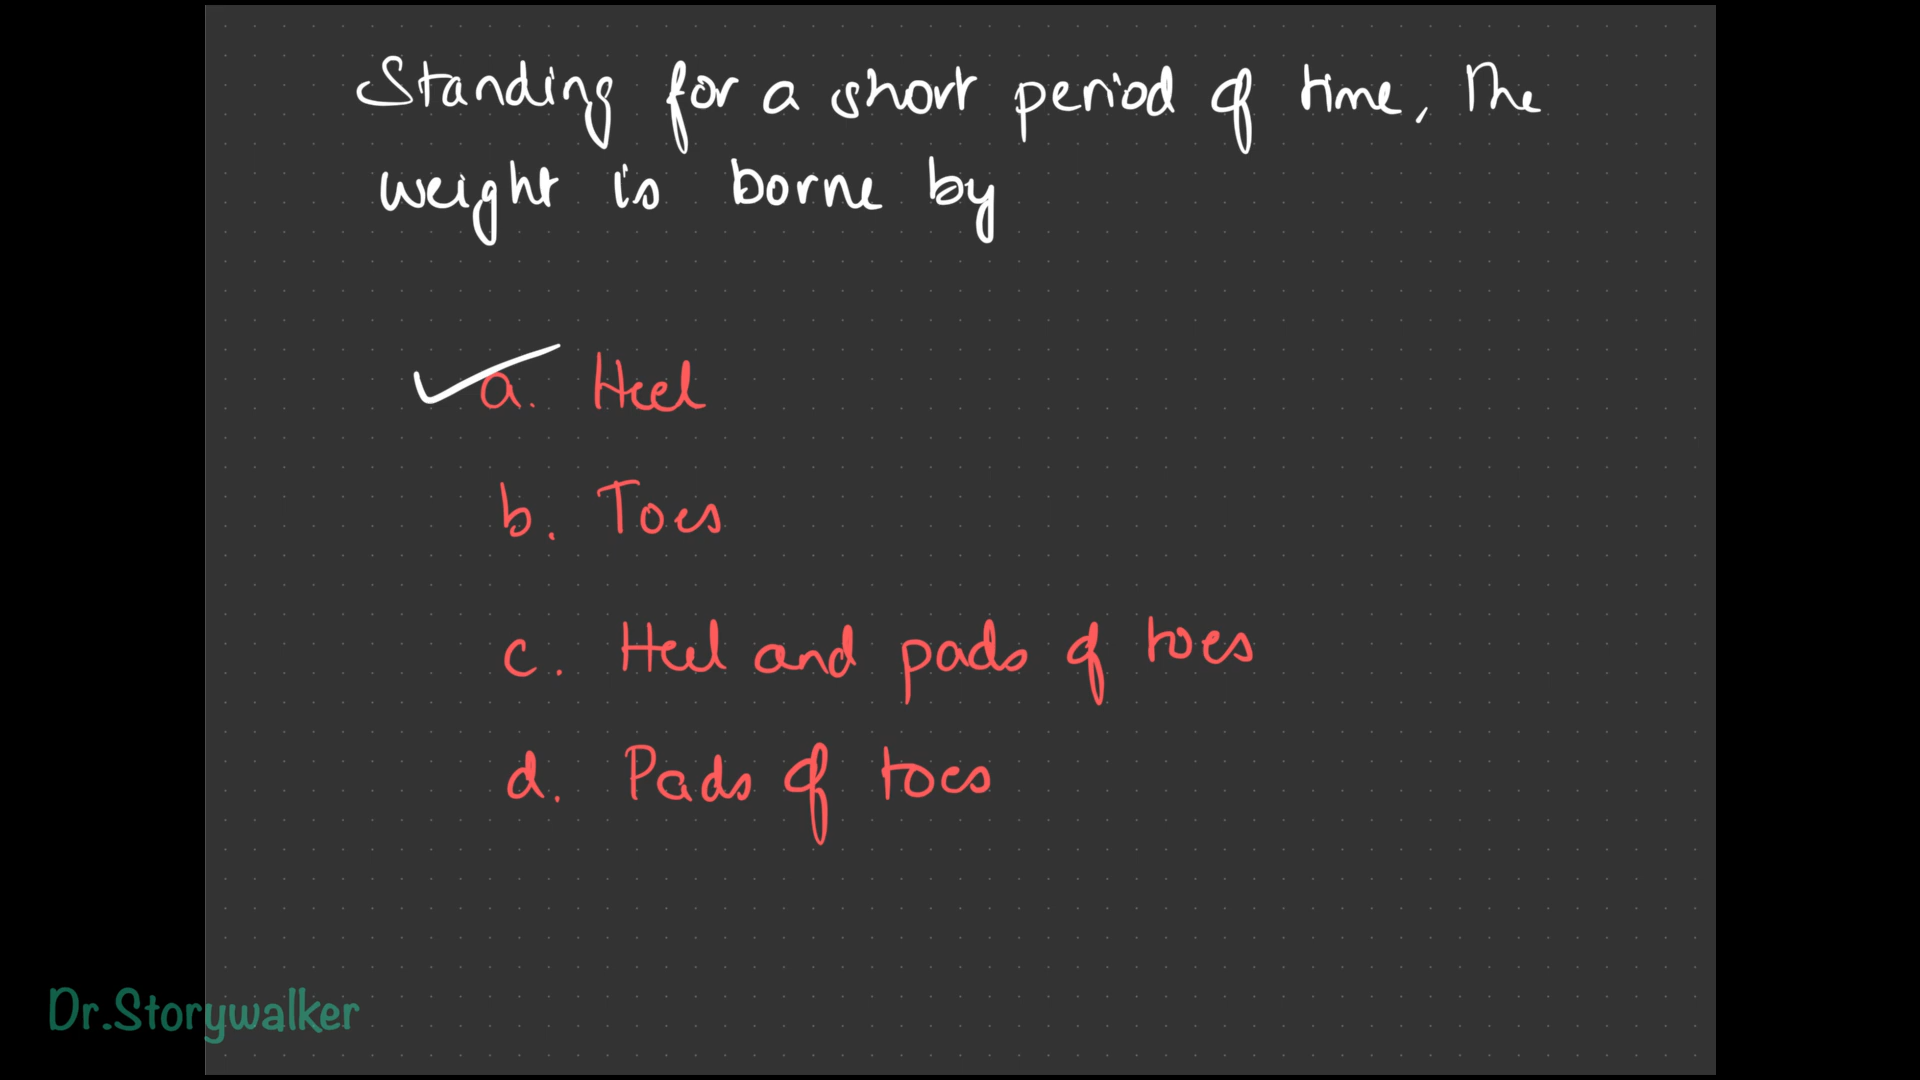 Standing for a short period of time, The
weight is borne by
a. Heel
b. Toes
c. Heel and pads of toes
d. Pads of toes
Dr.Storywalker